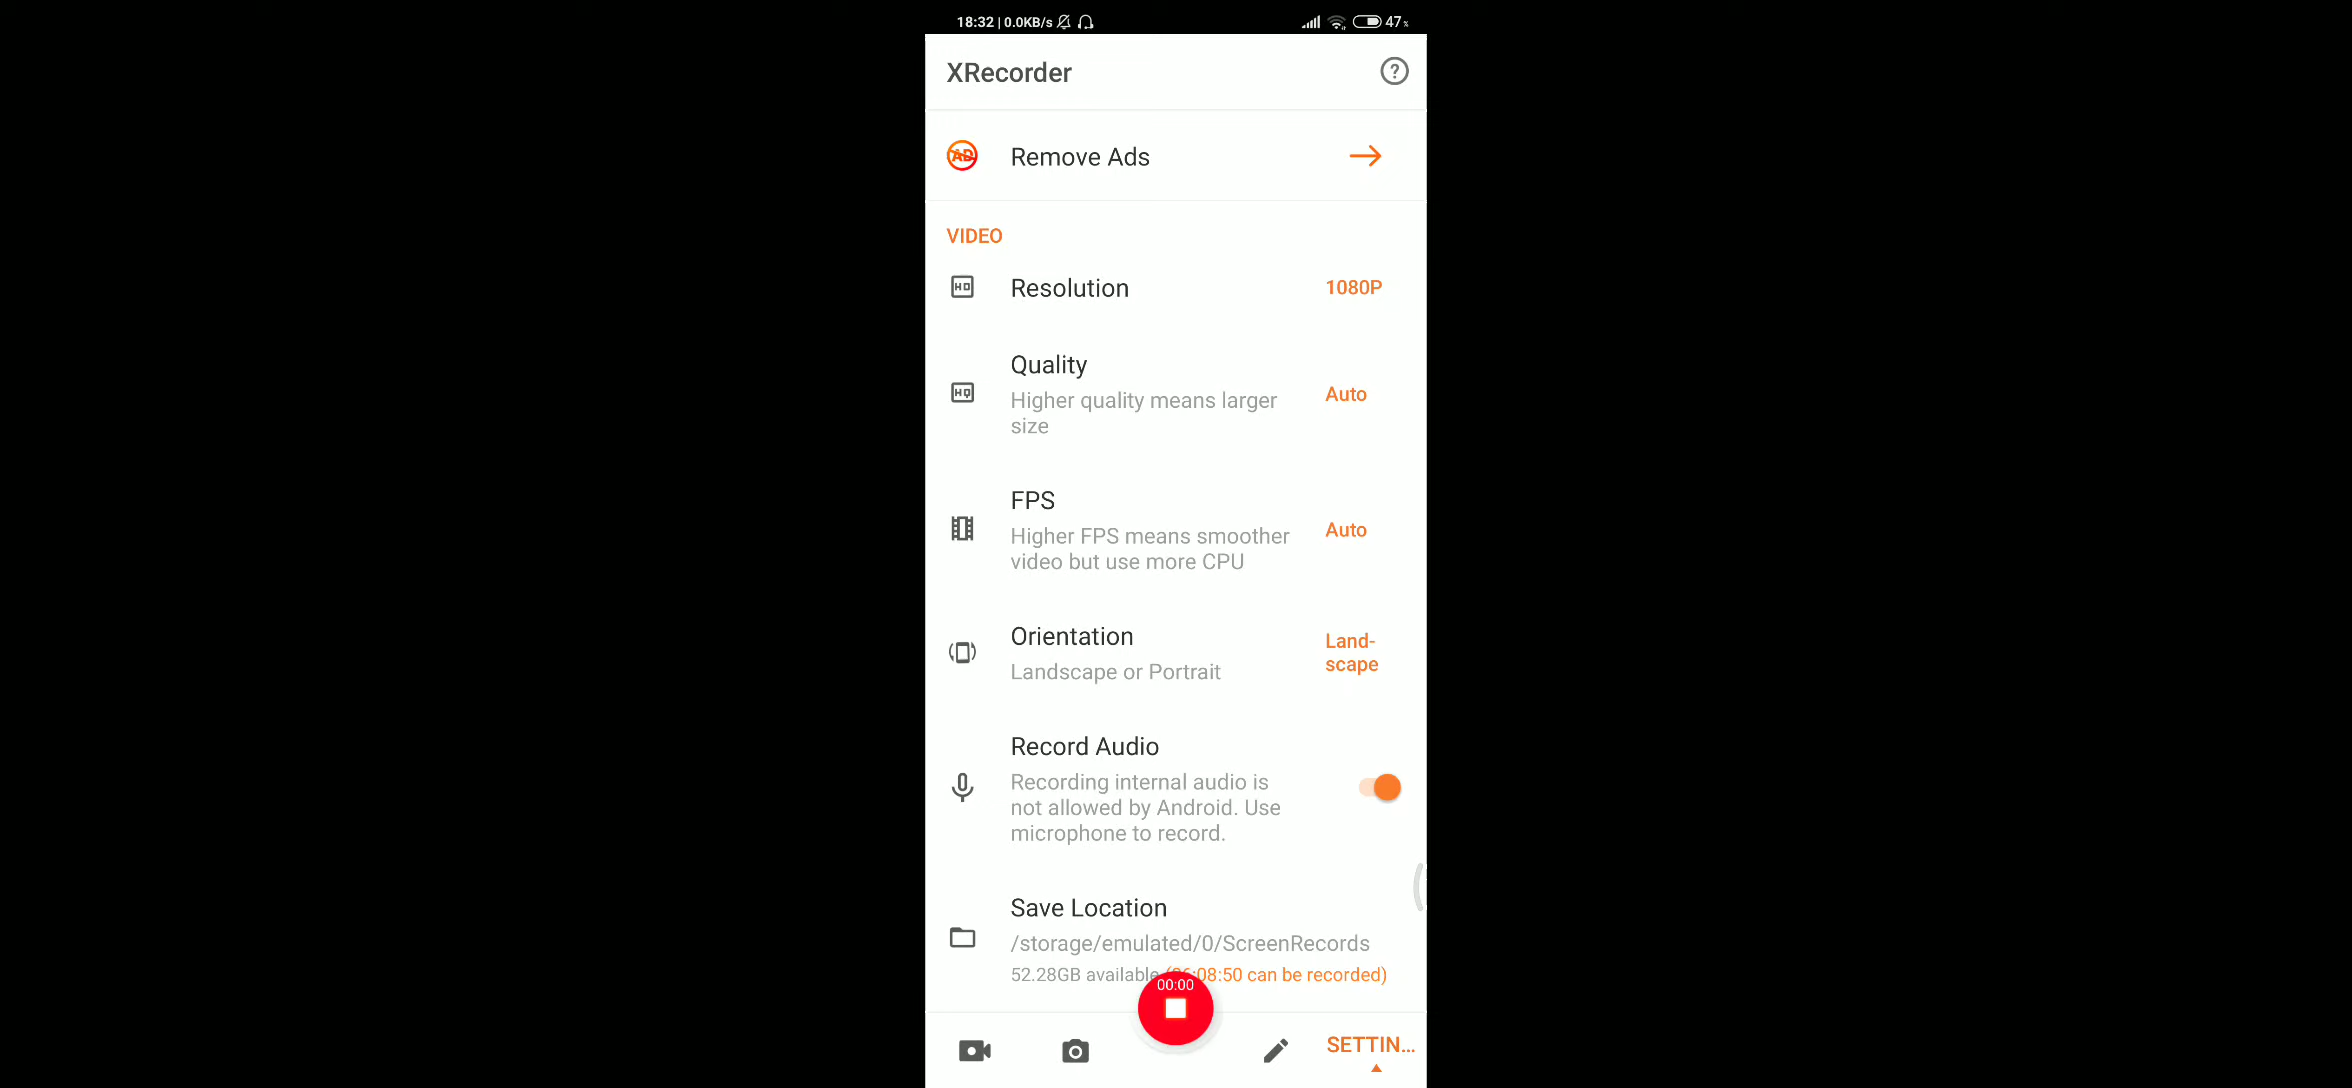 18:32 | 0.0KB/s 47%
XRecorder
AD Remove Ads
VIDEO
HD Resolution 1080P
Quality
HQ Higher quality means larger Auto
size
FPS
Higher FPS means smoother Auto
video but use more CPU
Orientation Land-
scape
Landscape or Portrait
Record Audio
Recording internal audio is
not allowed by Android. Use
microphone to record.
Save Location
/storage/emulated/0/ScreenRecords
52.28GB available :08:50 can be recorded)
00:00
SETTIN...